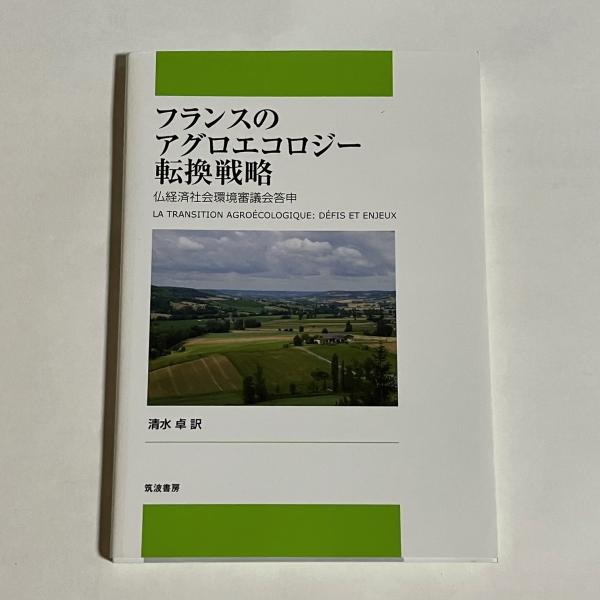 フランスの
アグロエコロジー
転換戦略
仏経済社会環境審議会答申
LA TRANSITION AGROÉCOLOGIQUE: DÉFIS ET ENJEUX
清水 卓 訳
筑波書房